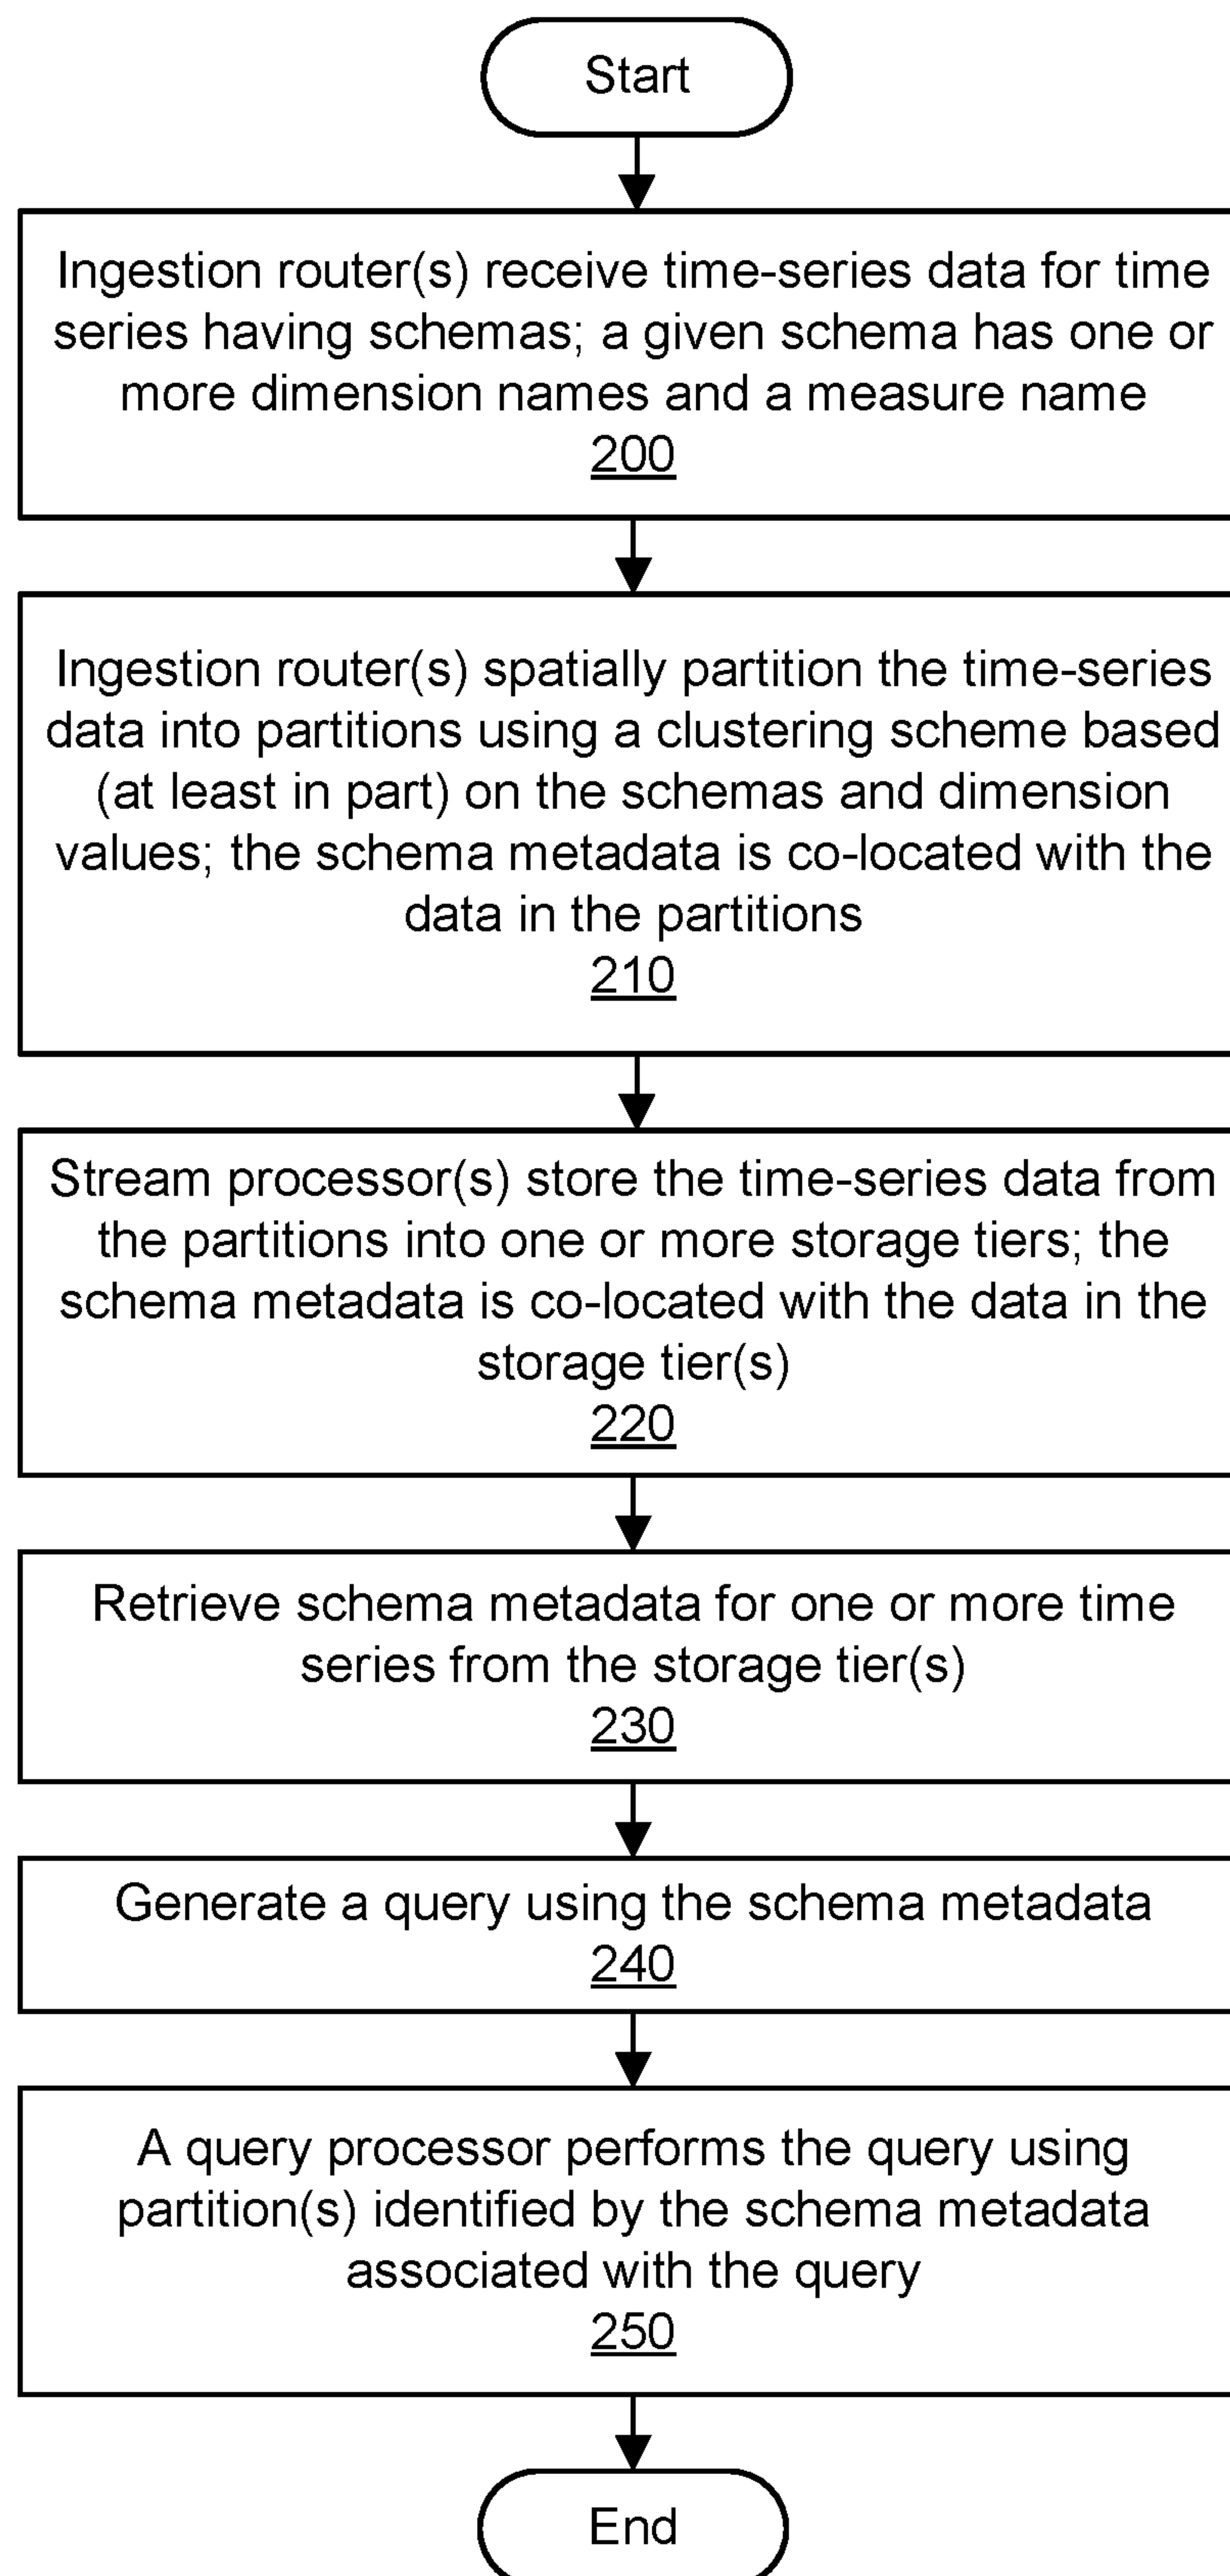 Start
Ingestion router(s) receive time-series data for time
series having schemas; a given schema has one or
more dimension names and a measure name
200
Ingestion router(s) spatially partition the time-series
data into partitions using a clustering scheme based
(at least in part) on the schemas and dimension
values; the schema metadata is co-located with the
data in the partitions
210
Stream processor(s) store the time-series data from
the partitions into one or more storage tiers; the
schema metadata is co-located with the data in the
storage tier(s)
220
Retrieve schema metadata for one or more time
series from the storage tier(s)
230
Generate a query using the schema metadata
240
A query processor performs the query using
partition(s) identified by the schema metadata
associated with the query
250
End